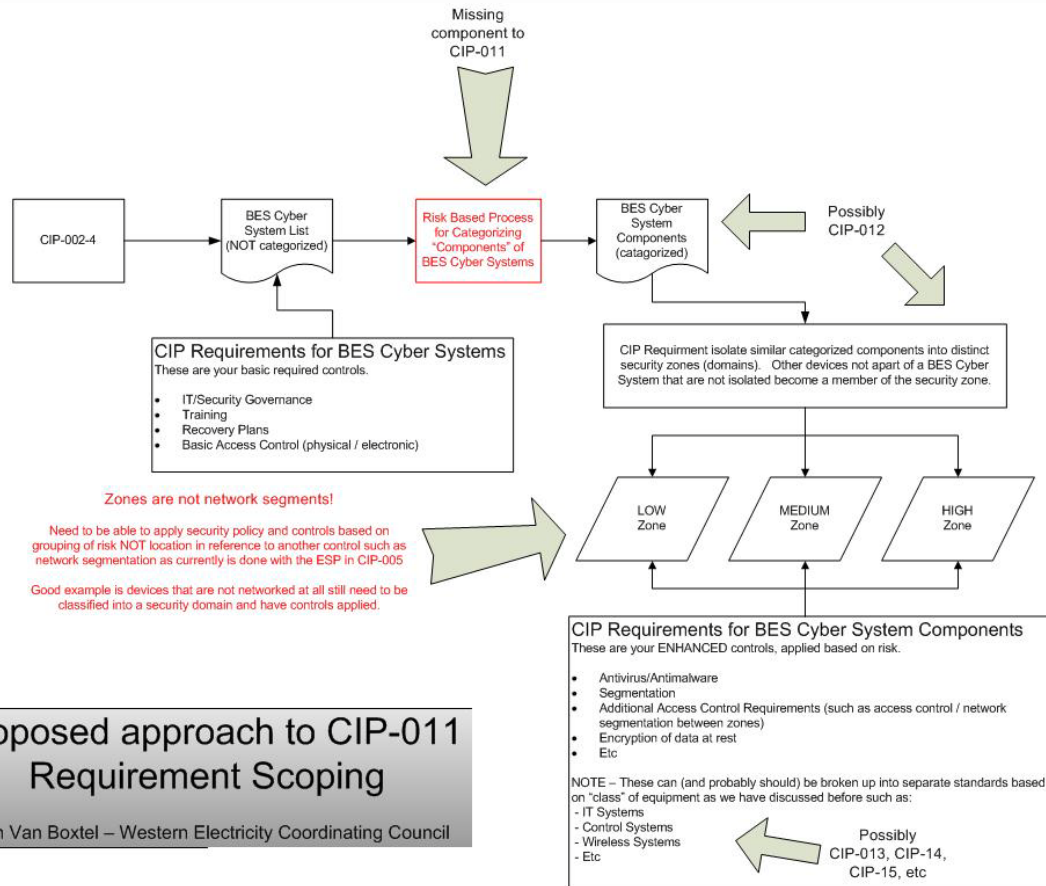 Missing
component to
CIP-011
CIP-002-4
BES Cyber
System List
(NOT categorized)
Risk Based Process
for Categorizing
“Components” of
BES Cyber Systems
BES Cyber
System
Components
(catagorized)
Possibly
CIP-012
CIP Requirements for BES Cyber Systems
These are your basic required controls.
• IT/Security Governance
• Training
• Recovery Plans
• Basic Access Control (physical / electronic)
CIP Requirment isolate similar categorized components into distinct
security zones (domains). Other devices not apart of a BES Cyber
System that are not isolated become a member of the security zone.
Zones are not network segments!
Need to be able to apply security policy and controls based on
grouping of risk NOT location in reference to another control such as
network segmentation as currently is done with the ESP in CIP-005
Good example is devices that are not networked at all still need to be
classified into a security domain and have controls applied.
LOW
Zone
MEDIUM
Zone
HIGH
Zone
CIP Requirements for BES Cyber System Components
These are your ENHANCED controls, applied based on risk.
• Antivirus/Antimalware
• Segmentation
• Additional Access Control Requirements (such as access control / network
segmentation between zones)
• Encryption of data at rest
• Etc
NOTE – These can (and probably should) be broken up into separate standards based
on “class” of equipment as we have discussed before such as:
- IT Systems
- Control Systems
- Wireless Systems
- Etc
Possibly
CIP-013, CIP-14,
CIP-15, etc
approach to CIP-011
Requirement Scoping
Van Boxtel – Western Electricity Coordinating Council